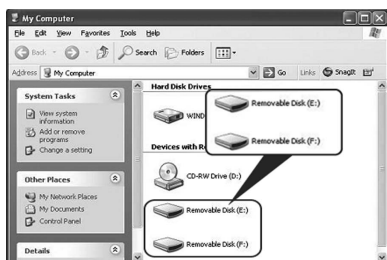 My Computer
File Edit View Favorites Tools Help
Back Search Folders
Address My Computer Go Links SnagIt
System Tasks
View system information
Add or remove programs
Change a setting
Other Places
My Network Places
My Documents
Control Panel
Details
Hard Disk Drives
WIND
Devices with Re
CD-RW Drive (D:)
Removable Disk (E:)
Removable Disk (F:)
Removable Disk (E:)
Removable Disk (F:)